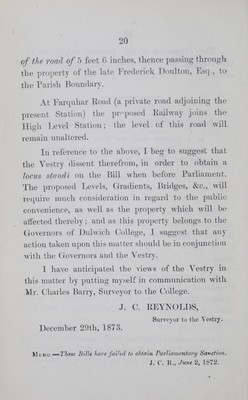 20
of the road of 5 feet 6 inches, thence passing through
the property of the late Frederick Doulton, Esq., to
the Parish Boundary.
At Farquhar Road (a private road adjoining the
present Station) the proposed Railway joins the
High Level Station; the level of this road will
remain unaltered.
In reference to the above, I beg to suggest that
the Vestry dissent therefrom, in order to obtain a
locus standi on the Bill when before Parliament.
The proposed Levels, Gradients, Bridges, &c., will
require much consideration in regard to the public
convenience, as well as the property which will be
affected thereby; and as this property belongs to the
Governors of Dulwich College, I suggest that any
action taken upon this matter should be in conjunction
with the Governors and the Vestry.
I have anticipated the views of the Vestry in
this matter by putting myself in communication with
Mr. Charles Barry, Surveyor to the College.
J. C. REYNOLDS,
Surveyor to the Vestry.
December 29th, 1873.
MEMO.—These Bills have failed to obtain Parliamentary Sanction.
J. C. R., June 2, 1872.